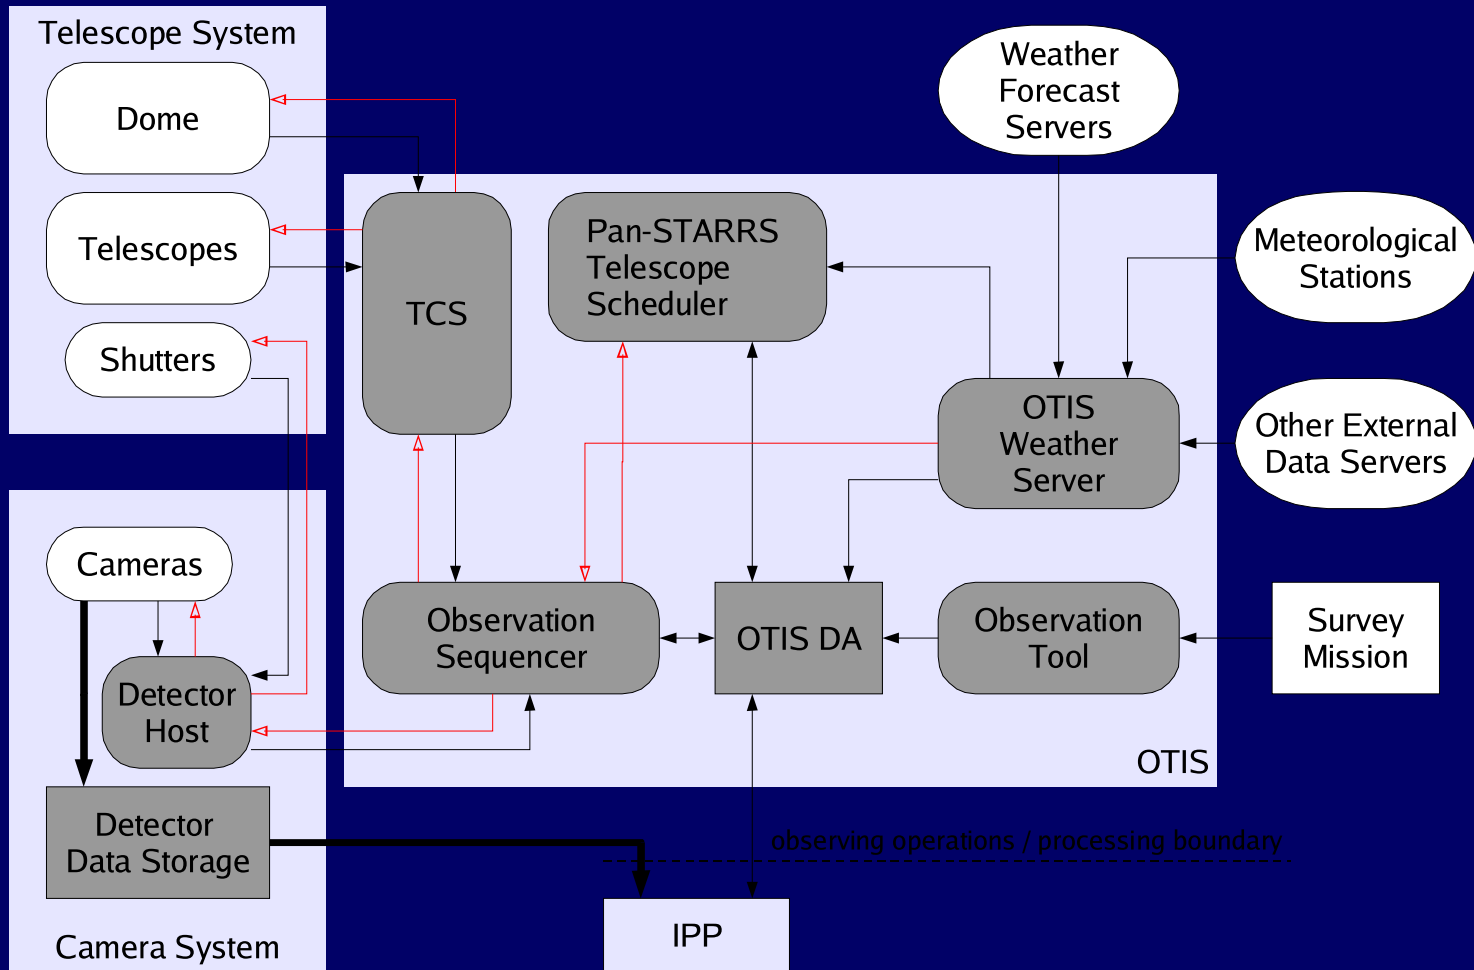 Telescope System
Dome
Telescopes
Shutters
Weather
Forecast
Servers
Meteorological
Stations
Other External
Data Servers
TCS
Pan-STARRS
Telescope
Scheduler
OTIS
Weather
Server
Observation
Sequencer
OTIS DA
Observation
Tool
Survey
Mission
OTIS
Cameras
Detector
Host
Detector
Data Storage
Camera System
observing operations / processing boundary
IPP